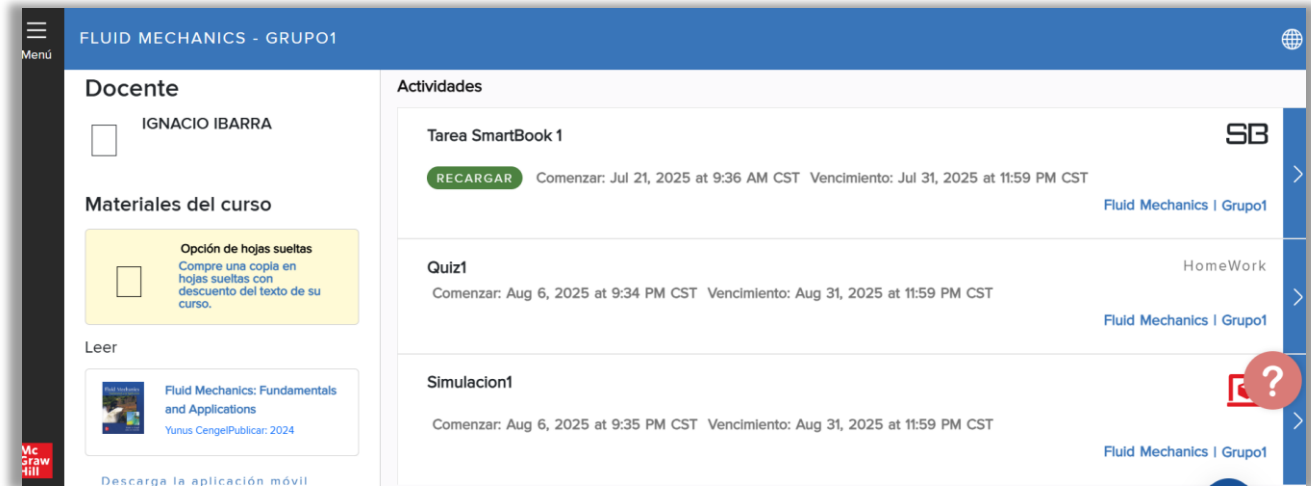 Menú
FLUID MECHANICS - GRUPO1
Docente
IGNACIO IBARRA
Materiales del curso
Opción de hojas sueltas
Compre una copia en
hojas sueltas con
descuento del texto de su
curso.
Leer
Fluid Mechanics: Fundamentals
and Applications
Yunus CengelPublicar: 2024
Descarga la aplicación móvil
Mc
Graw
Hill
Actividades
Tarea SmartBook 1
SB
RECARGAR Comenzar: Jul 21, 2025 at 9:36 AM CST Vencimiento: Jul 31, 2025 at 11:59 PM CST
Fluid Mechanics | Grupo1
Quiz1
HomeWork
Comenzar: Aug 6, 2025 at 9:34 PM CST Vencimiento: Aug 31, 2025 at 11:59 PM CST
Fluid Mechanics | Grupo1
Simulacion1
?
Comenzar: Aug 6, 2025 at 9:35 PM CST Vencimiento: Aug 31, 2025 at 11:59 PM CST
Fluid Mechanics | Grupo1